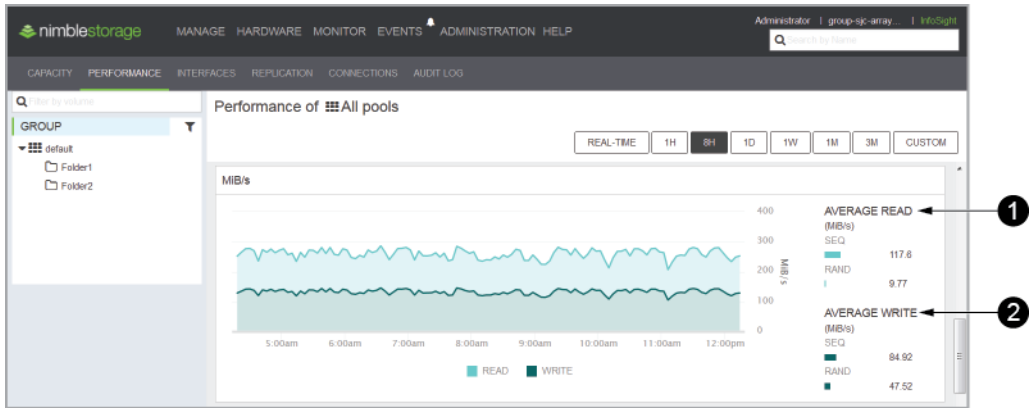 Administrator | group-sjc-array... | InfoSight
nimblestorage MANAGE HARDWARE MONITOR EVENTS ADMINISTRATION HELP
Search by Name
CAPACITY PERFORMANCE INTERFACES REPLICATION CONNECTIONS AUDIT LOG
Filter by volume
Performance of All pools
GROUP
default
Folder1
Folder2
REAL-TIME 1H 8H 1D 1W 1M 3M CUSTOM
MiB/s
400
300
200
100
0
MiB/s
5:00am 6:00am 7:00am 8:00am 9:00am 10:00am 11:00am 12:00pm
READ WRITE
AVERAGE READ
(MiB/s)
SEQ
117.6
RAND
9.77
AVERAGE WRITE
(MiB/s)
SEQ
84.92
RAND
47.52
1
2